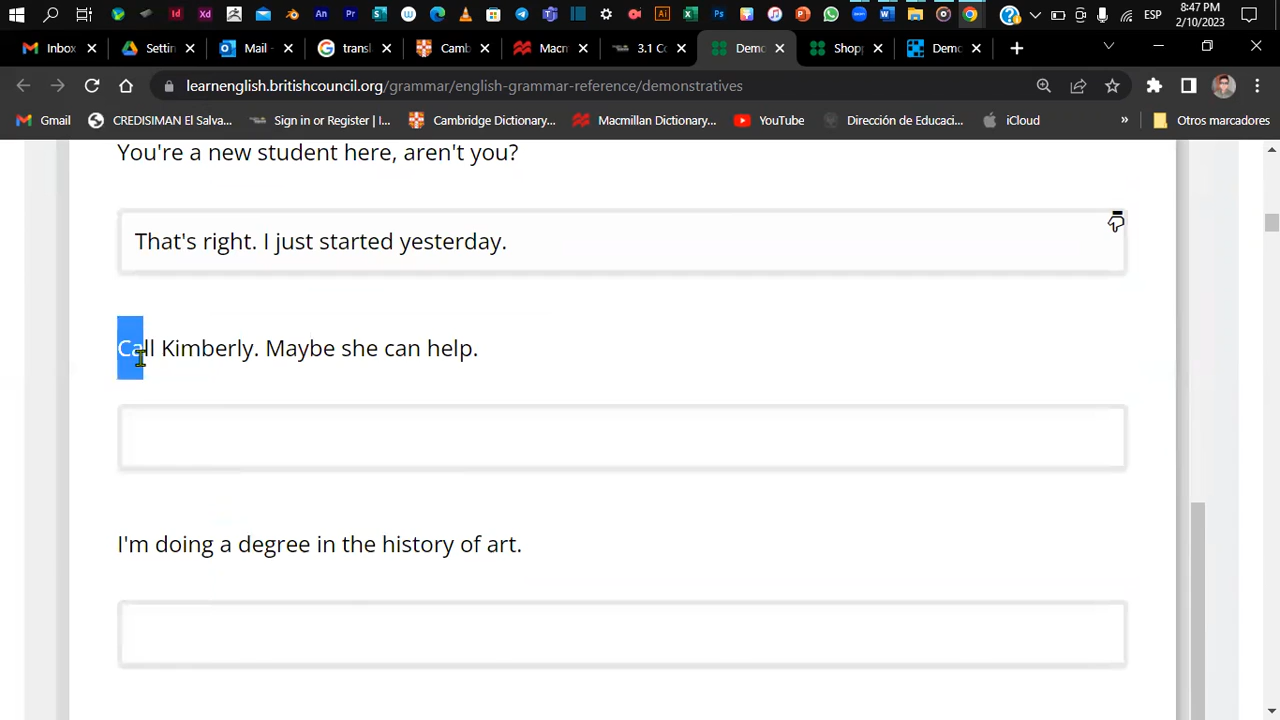 8:47 PM
ESP
2/10/2023
Inbox
Settin
Mail -
transl
Camb
Macm
3.1 Co
Demo
Shopp
Demo
learnenglish.britishcouncil.org/grammar/english-grammar-reference/demonstratives
Gmail
CREDISIMAN El Salva...
Sign in or Register | I...
Cambridge Dictionary...
Macmillan Dictionary...
YouTube
Dirección de Educaci...
iCloud
»
Otros marcadores
You're a new student here, aren't you?
That's right. I just started yesterday.
Call Kimberly. Maybe she can help.
I'm doing a degree in the history of art.